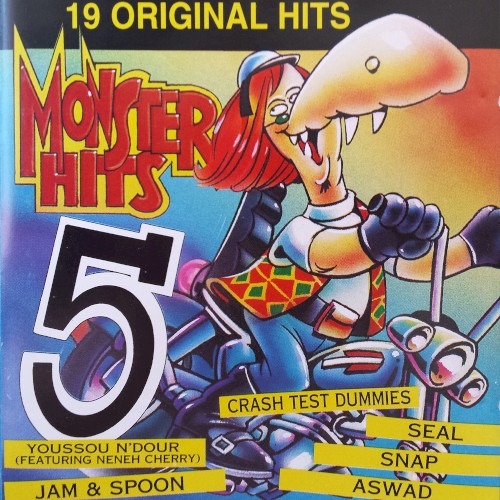 19 ORIGINAL HITS
MONSTER
HITS
5
CRASH TEST DUMMIES
YOUSSOU N'DOUR
(FEATURING NENEH CHERRY)
SEAL
SNAP
JAM & SPOON
ASWAD